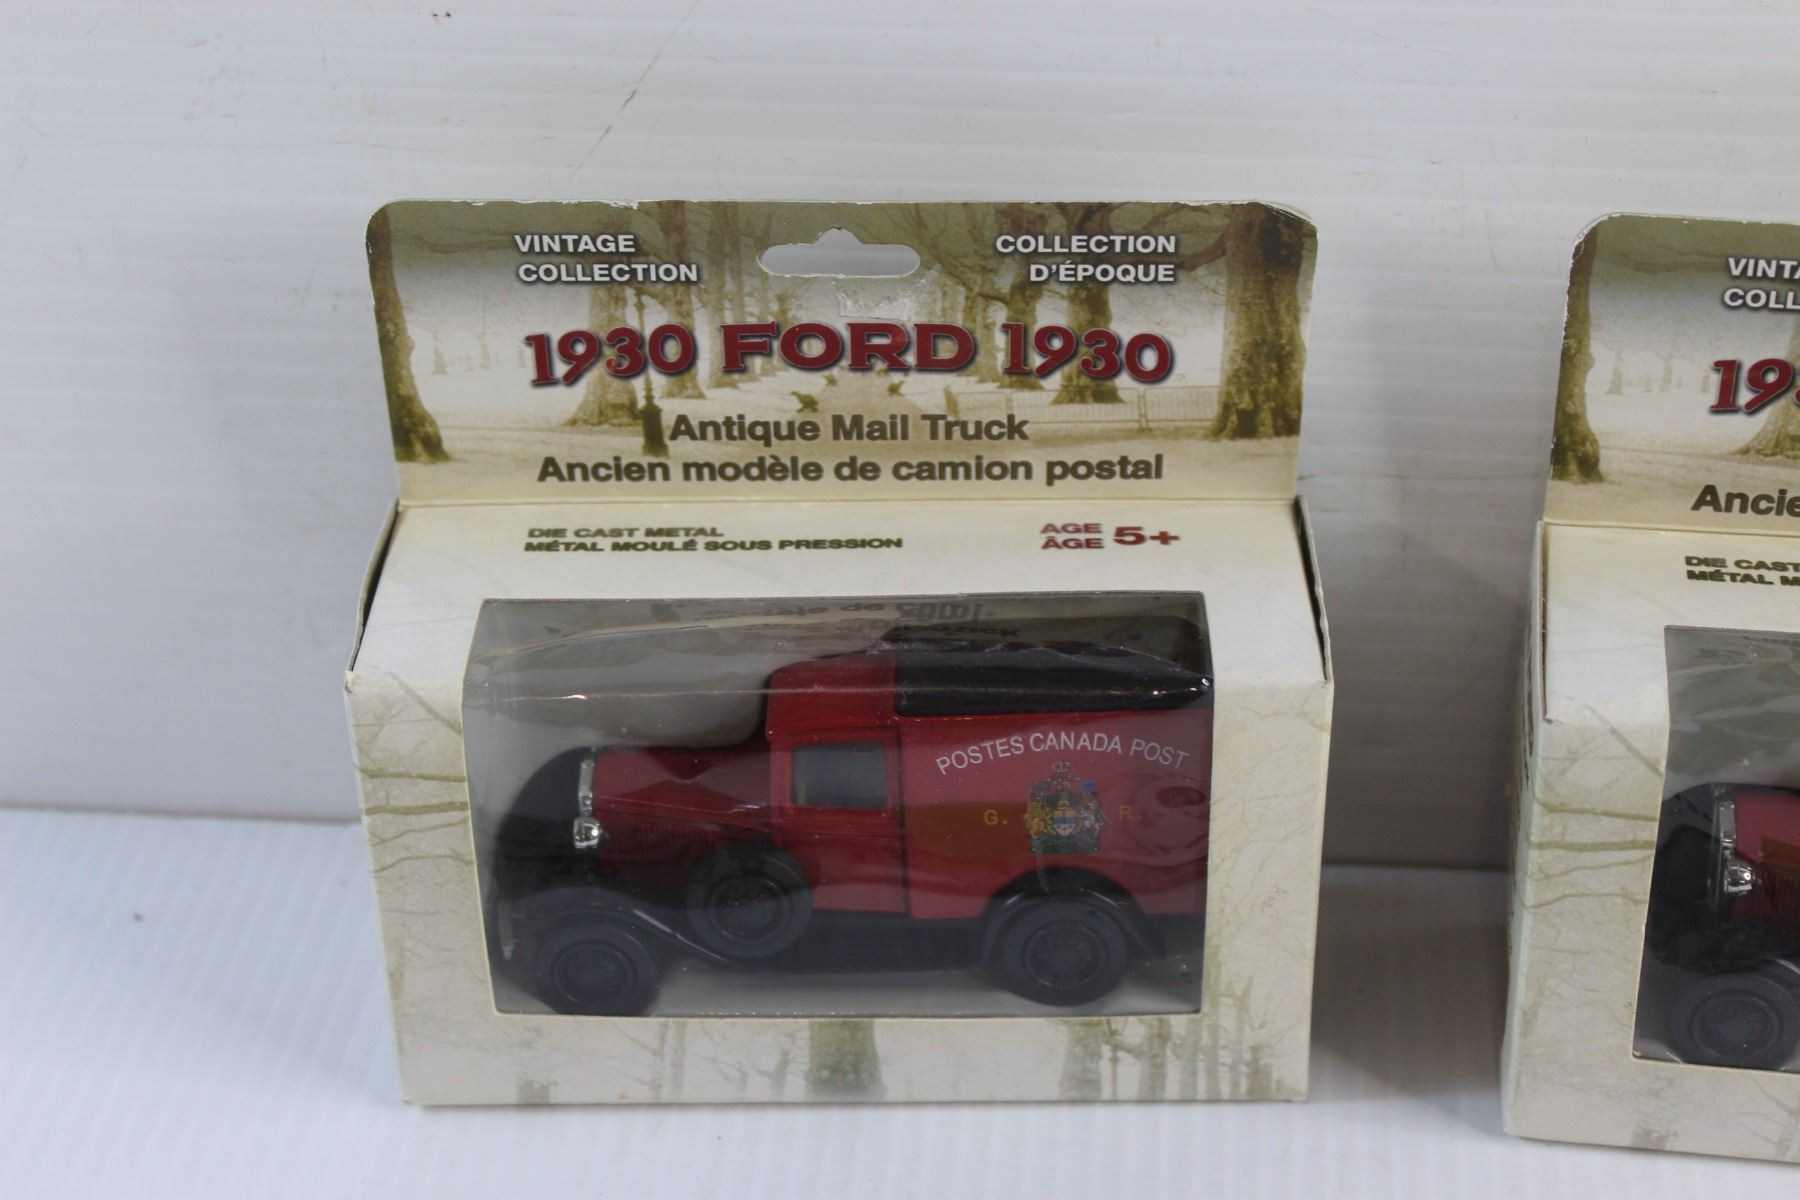 VINTAGE
COLLECTION
COLLECTION
D'ÉPOQUE
1930 FORD 1930
Antique Mail Truck
Ancien modèle de camion postal
DIE CAST METAL
MÉTAL MOULÉ SOUS PRESSION
AGE
ÂGE 5+
POSTES CANADA POST
G. R.
VINTA
COLL
19
Ancie
DIE CAST
MÉTAL M